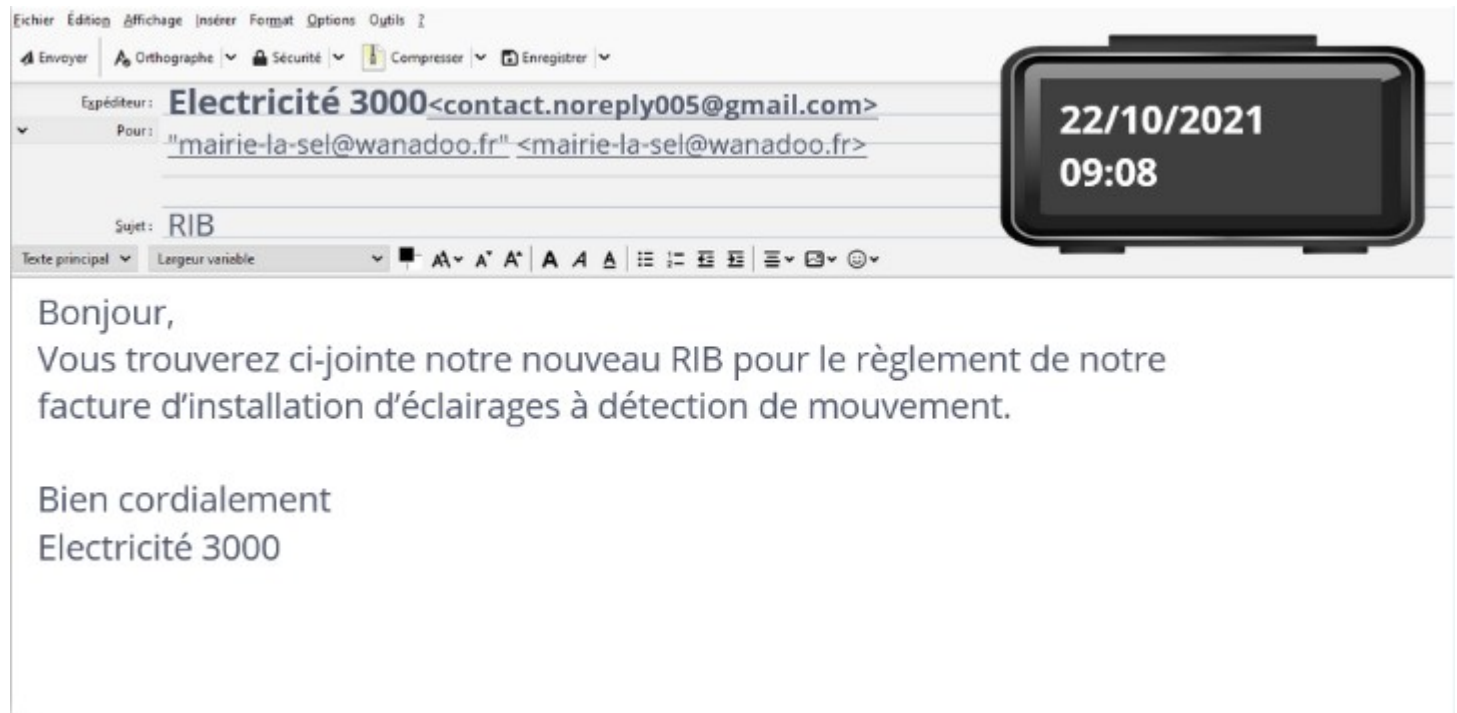 Fichier Édition Affichage Insérer Format Options Outils ?
Envoyer Orthographe Sécurité Compresser Enregistrer
Expéditeur : Electricité 3000<contact.noreply005@gmail.com>
Pour : "mairie-la-sel@wanadoo.fr" <mairie-la-sel@wanadoo.fr>
22/10/2021
09:08
Sujet : RIB
Texte principal Largeur variable
Bonjour,
Vous trouverez ci-jointe notre nouveau RIB pour le règlement de notre
facture d’installation d’éclairages à détection de mouvement.
Bien cordialement
Electricité 3000